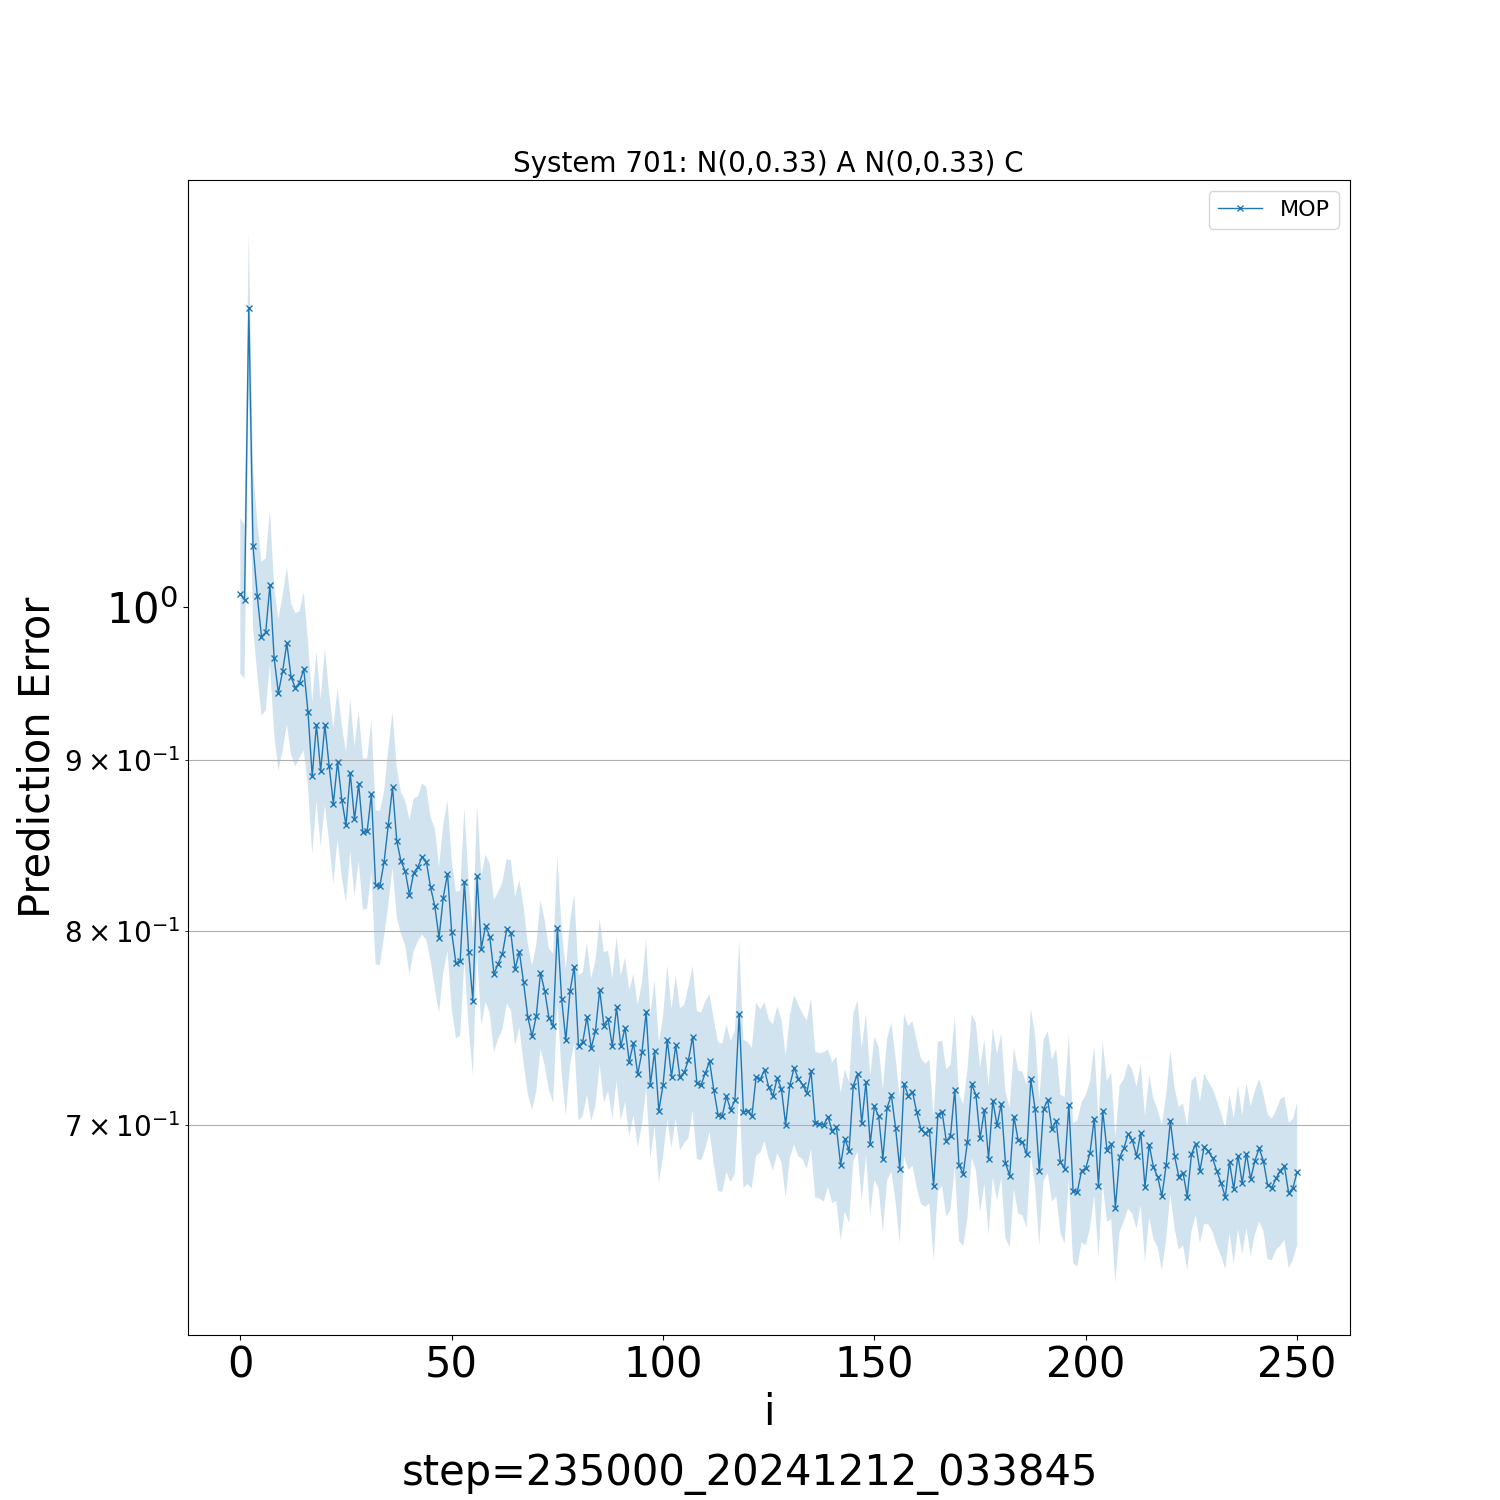 System 701: N(0,0.33) A N(0,0.33) C
MOP
Prediction Error
10⁰
9 × 10⁻¹
8 × 10⁻¹
7 × 10⁻¹
0 50 100 150 200 250
i
step=235000_20241212_033845